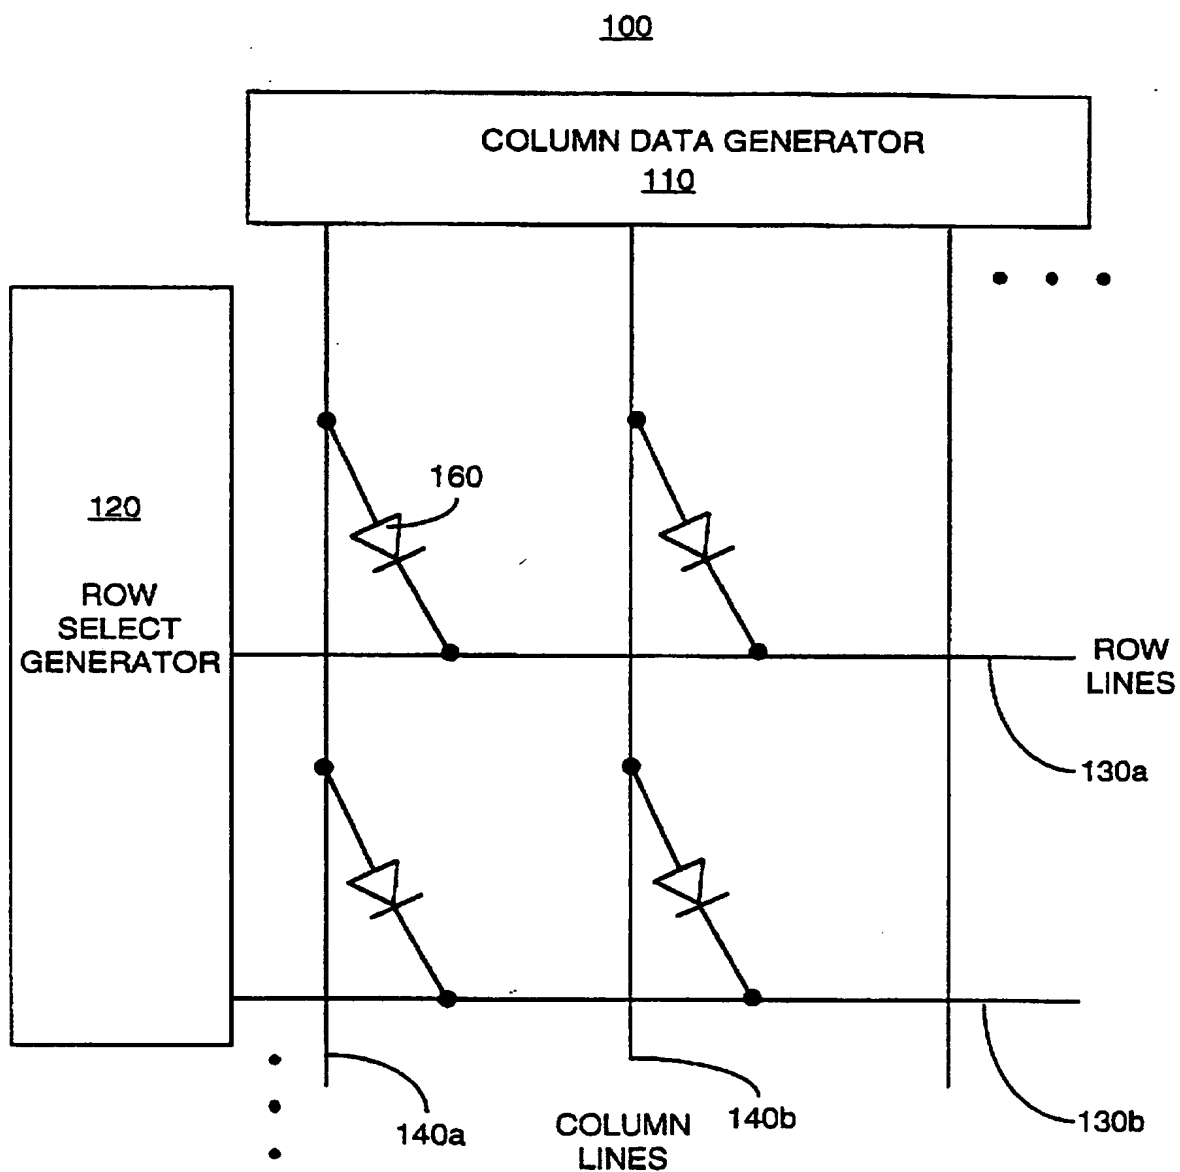 100
COLUMN DATA GENERATOR
110
160
120
ROW
SELECT
GENERATOR
ROW
LINES
130a
140a
COLUMN
LINES
140b
130b